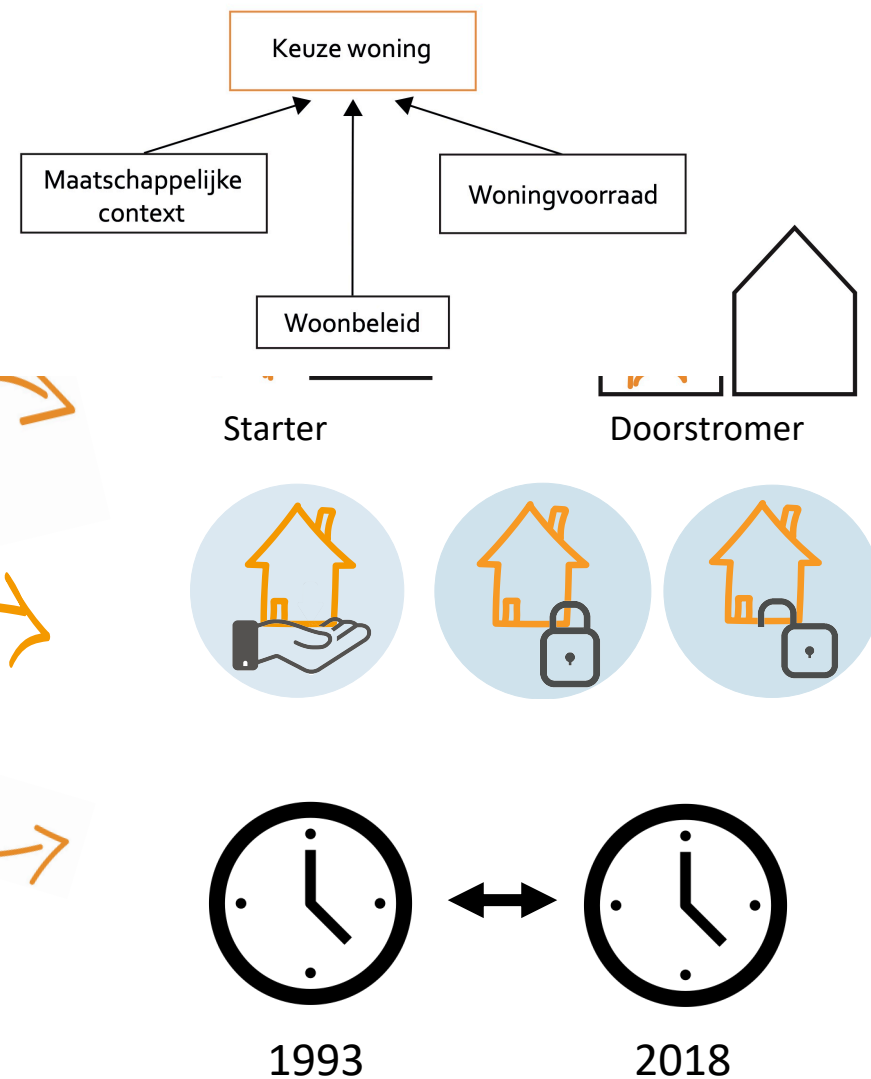 Keuze woning
Maatschappelijke
context
Woningvoorraad
Woonbeleid
Starter
Doorstromer
1993
2018